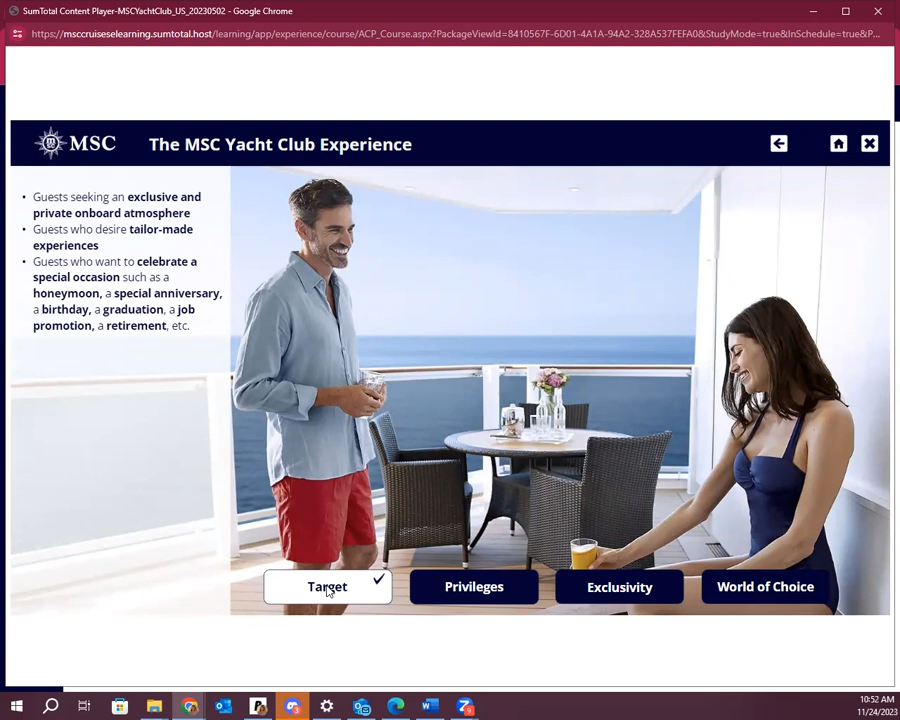 SumTotal Content Player-MSCYachtClub_US_20230502 - Google Chrome
https://msccruiseselearning.sumtotal.host/learning/app/experience/course/ACP_Course.aspx?PackageViewId=8410567F-6D01-4A1A-94A2-328A537FEFA0&StudyMode=true&InSchedule=true&P...
MSC
The MSC Yacht Club Experience
• Guests seeking an exclusive and
private onboard atmosphere
• Guests who desire tailor-made
experiences
• Guests who want to celebrate a
special occasion such as a
honeymoon, a special anniversary,
a birthday, a graduation, a job
promotion, a retirement, etc.
Target
Privileges
Exclusivity
World of Choice
10:52 AM
11/24/2023